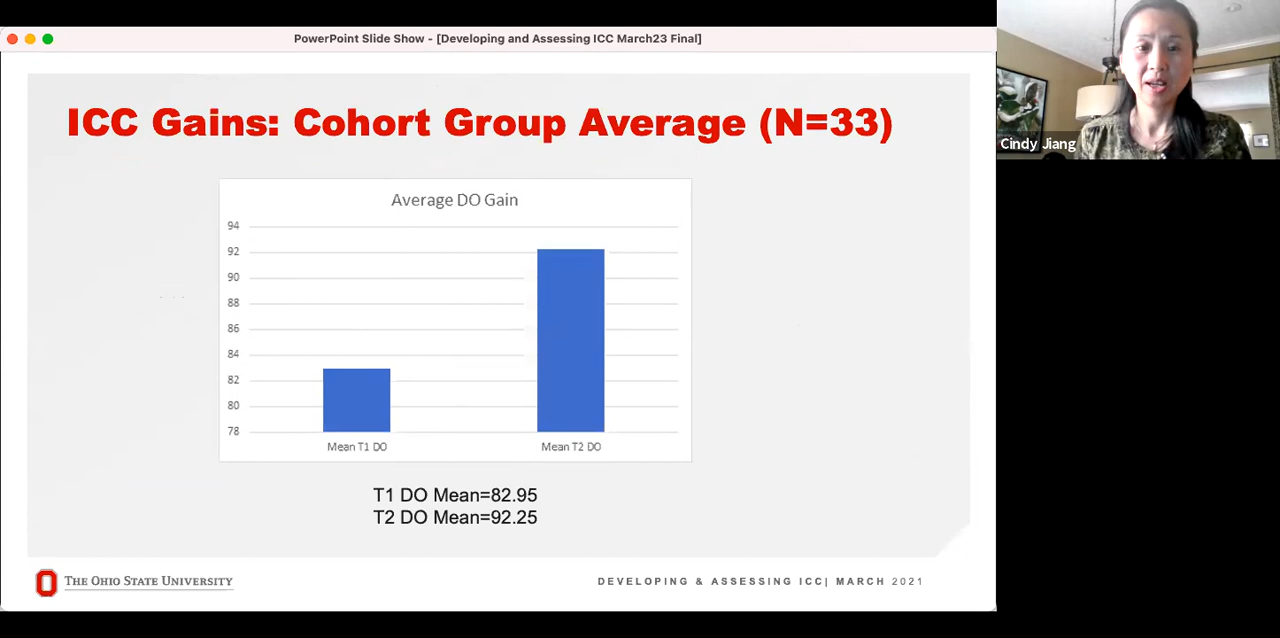 PowerPoint Slide Show - [Developing and Assessing ICC March23 Final]
ICC Gains: Cohort Group Average (N=33)
Average DO Gain
94
92
90
88
86
84
82
80
78
Mean T1 DO
Mean T2 DO
T1 DO Mean=82.95
T2 DO Mean=92.25
THE OHIO STATE UNIVERSITY
DEVELOPING & ASSESSING ICC| MARCH 2021
Cindy Jiang